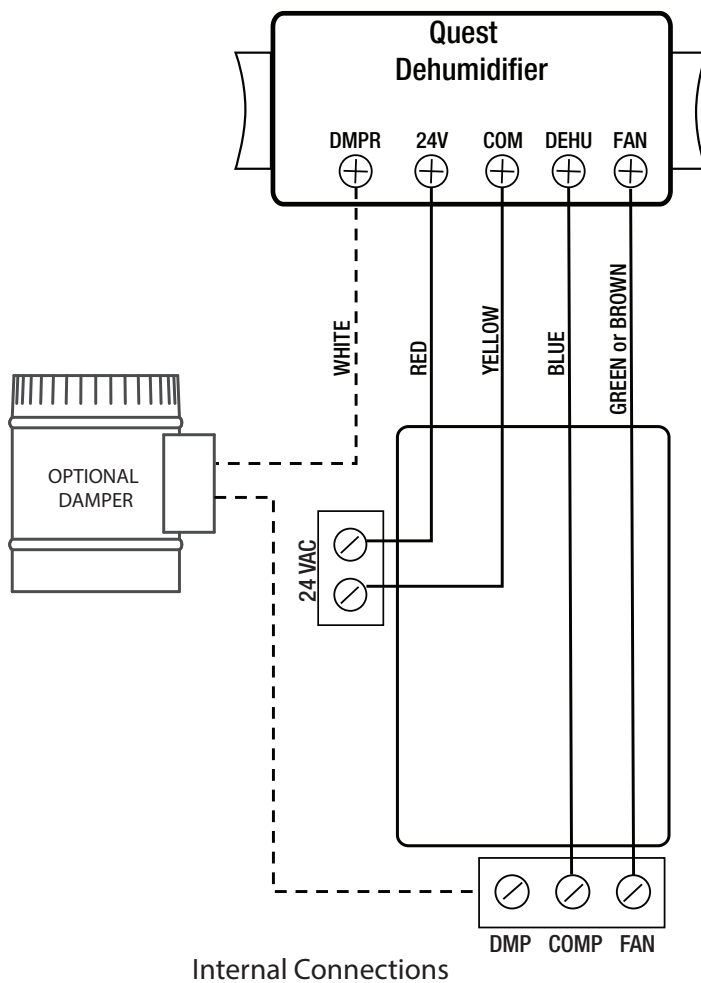 Quest
Dehumidifier
DMPR 24V COM DEHU FAN
WHITE
RED
YELLOW
BLUE
GREEN or BROWN
OPTIONAL
DAMPER
24 VAC
DMP COMP FAN
Internal Connections